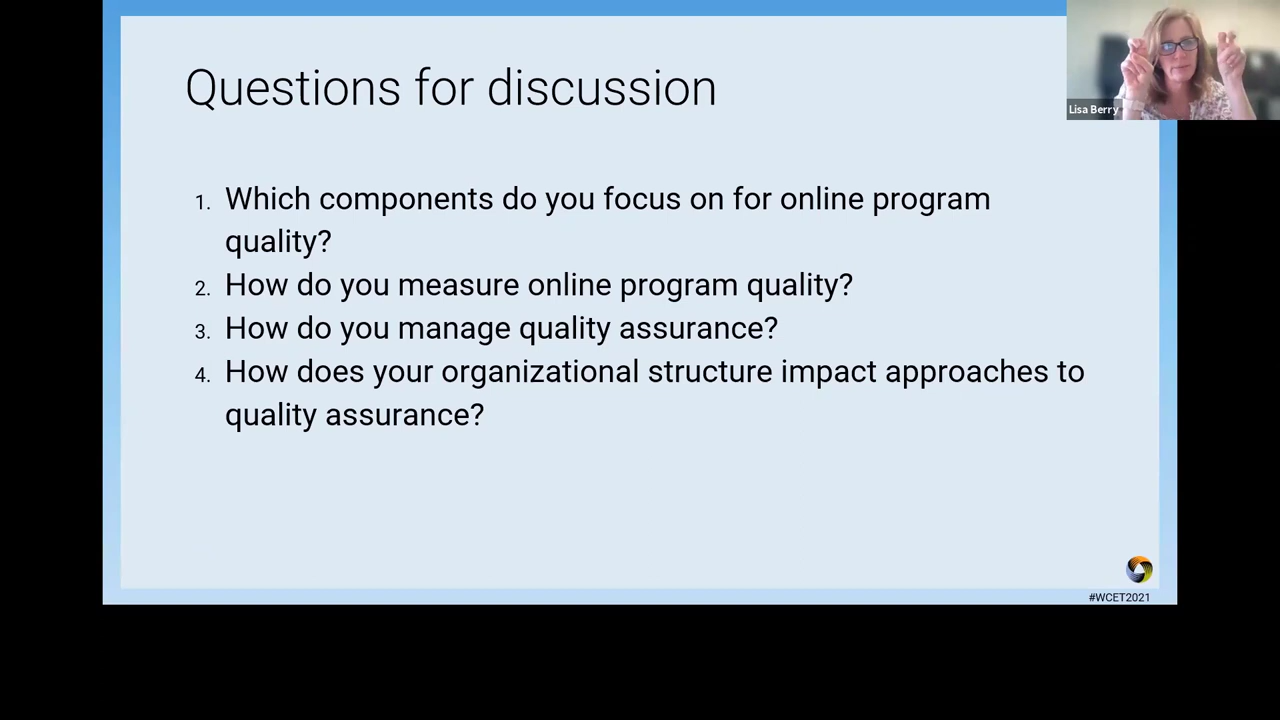 Questions for discussion
Lisa Berry
1. Which components do you focus on for online program
quality?
2. How do you measure online program quality?
3. How do you manage quality assurance?
4. How does your organizational structure impact approaches to
quality assurance?
#WCET2021